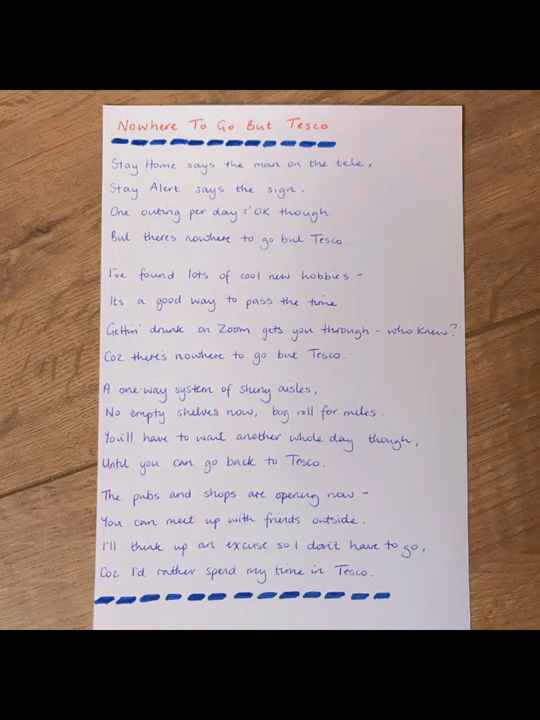 Nowhere To Go But Tesco
Stay Home says the man on the tele,
Stay Alert says the sign.
One outing per day is OK though
But there's nowhere to go but Tesco.
I've found lots of cool new hobbies -
Its a good way to pass the time
Gettin' drunk on Zoom gets you through - who knew?
Coz there's nowhere to go but Tesco.
A one way system of shiny aisles,
No empty shelves now, bog roll for miles.
You'll have to wait another whole day though,
Until you can go back to Tesco.
The pubs and shops are opening now -
You can meet up with friends outside.
I'll think up an excuse so I don't have to go,
Coz I'd rather spend my time in Tesco.